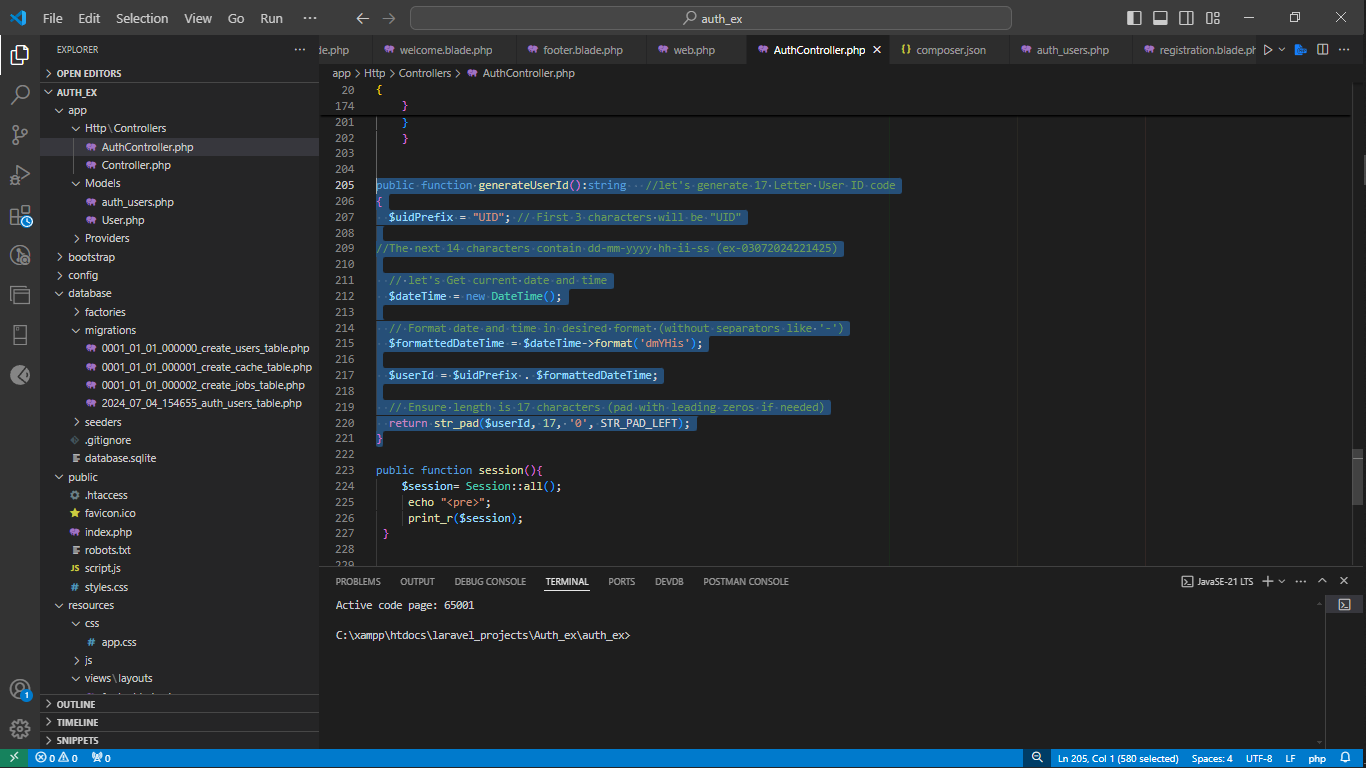 File Edit Selection View Go Run ··· auth_ex
EXPLORER ···
OPEN EDITORS
AUTH_EX
app
Http\Controllers
AuthController.php
Controller.php
Models
auth_users.php
User.php
Providers
bootstrap
config
database
factories
migrations
0001_01_01_000000_create_users_table.php
0001_01_01_000001_create_cache_table.php
0001_01_01_000002_create_jobs_table.php
2024_07_04_154655_auth_users_table.php
seeders
.gitignore
database.sqlite
public
.htaccess
favicon.ico
index.php
robots.txt
JS script.js
# styles.css
resources
css
# app.css
js
views\layouts
OUTLINE
TIMELINE
SNIPPETS
de.php welcome.blade.php footer.blade.php web.php AuthController.php {} composer.json auth_users.php registration.blade.ph
app > Http > Controllers > AuthController.php
20 {
174 }
201 }
202 }
203
204
205 public function generateUserId():string //let's generate 17 Letter User ID code
206 {
207 $uidPrefix = "UID"; // First 3 characters will be "UID"
208
209 //The next 14 characters contain dd-mm-yyyy hh-ii-ss (ex-03072024221425)
210
211 // let's Get current date and time
212 $dateTime = new DateTime();
213
214 // Format date and time in desired format (without separators like '-')
215 $formattedDateTime = $dateTime->format('dmYHis');
216
217 $userId = $uidPrefix . $formattedDateTime;
218
219 // Ensure length is 17 characters (pad with leading zeros if needed)
220 return str_pad($userId, 17, '0', STR_PAD_LEFT);
221 }
222
223 public function session(){
224 $session= Session::all();
225 echo "<pre>";
226 print_r($session);
227 }
228
229
PROBLEMS OUTPUT DEBUG CONSOLE TERMINAL PORTS DEVDB POSTMAN CONSOLE JavaSE-21 LTS
Active code page: 65001
C:\xampp\htdocs\laravel_projects\Auth_ex\auth_ex>
1
0 0 0 Ln 205, Col 1 (580 selected) Spaces: 4 UTF-8 LF php